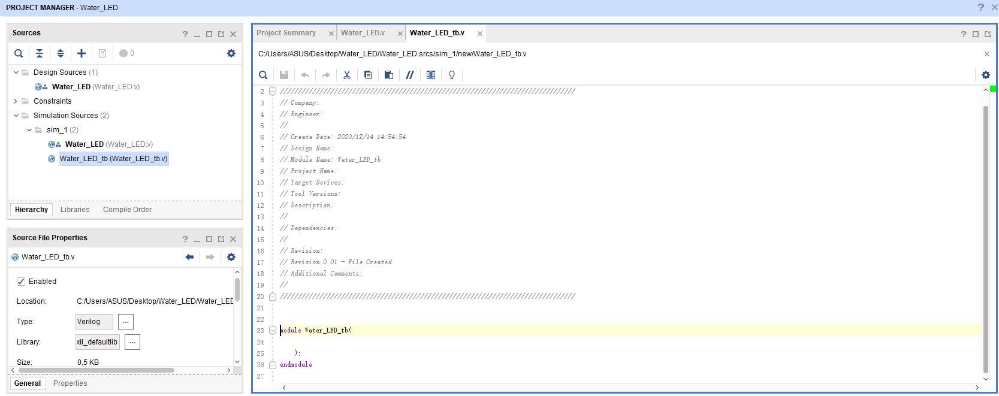 PROJECT MANAGER - Water_LED
Sources
0
Design Sources (1)
Water_LED (Water_LED.v)
Constraints
Simulation Sources (2)
sim_1 (2)
Water_LED (Water_LED.v)
Water_LED_tb (Water_LED_tb.v)
Hierarchy Libraries Compile Order
Source File Properties
Water_LED_tb.v
Enabled
Location: C:/Users/ASUS/Desktop/Water_LED/Water_LED
Type: Verilog ...
Library: xil_defaultlib ...
Size: 0.5 KB
General Properties
Project Summary Water_LED.v Water_LED_tb.v
C:/Users/ASUS/Desktop/Water_LED/Water_LED.srcs/sim_1/new/Water_LED_tb.v
2 //////////////////////////////////////////////////////////////////////////////////
3 // Company:
4 // Engineer:
5 //
6 // Create Date: 2020/12/14 14:54:54
7 // Design Name:
8 // Module Name: Water_LED_tb
9 // Project Name:
10 // Target Devices:
11 // Tool Versions:
12 // Description:
13 //
14 // Dependencies:
15 //
16 // Revision:
17 // Revision 0.01 - File Created
18 // Additional Comments:
19 //
20 //////////////////////////////////////////////////////////////////////////////////
21
22
23 module Water_LED_tb(
24
25 );
26 endmodule
27